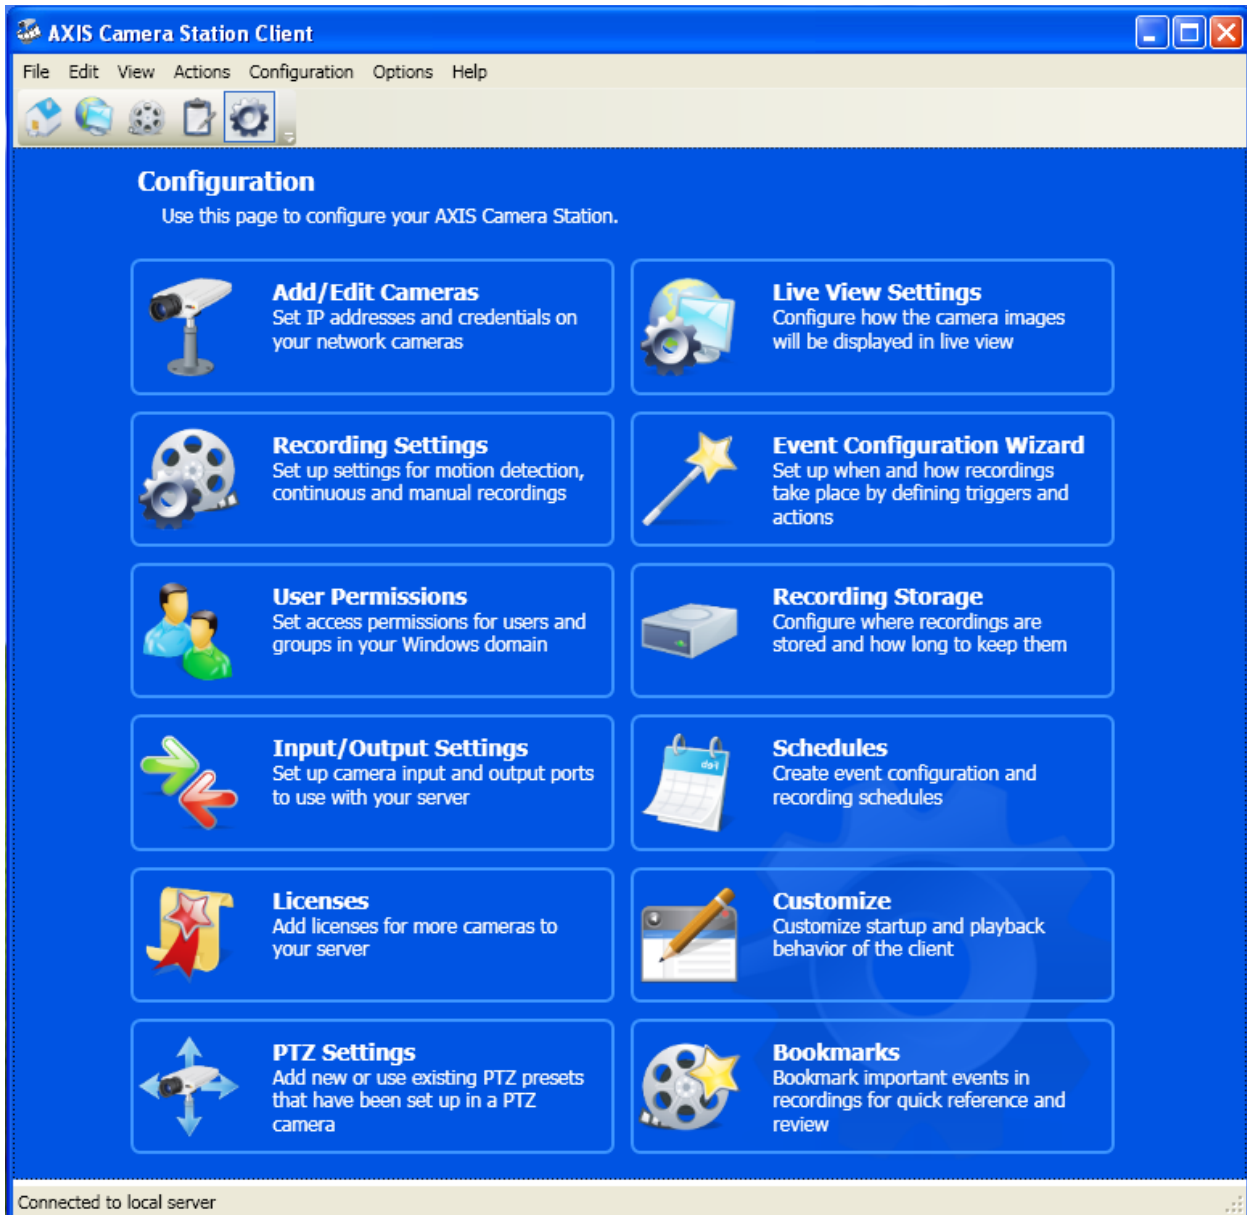 AXIS Camera Station Client
File Edit View Actions Configuration Options Help
Configuration
Use this page to configure your AXIS Camera Station.
Add/Edit Cameras
Set IP addresses and credentials on
your network cameras
Live View Settings
Configure how the camera images
will be displayed in live view
Recording Settings
Set up settings for motion detection,
continuous and manual recordings
Event Configuration Wizard
Set up when and how recordings
take place by defining triggers and
actions
User Permissions
Set access permissions for users and
groups in your Windows domain
Recording Storage
Configure where recordings are
stored and how long to keep them
Input/Output Settings
Set up camera input and output ports
to use with your server
Feb
Schedules
Create event configuration and
recording schedules
Licenses
Add licenses for more cameras to
your server
Customize
Customize startup and playback
behavior of the client
PTZ Settings
Add new or use existing PTZ presets
that have been set up in a PTZ
camera
Bookmarks
Bookmark important events in
recordings for quick reference and
review
Connected to local server